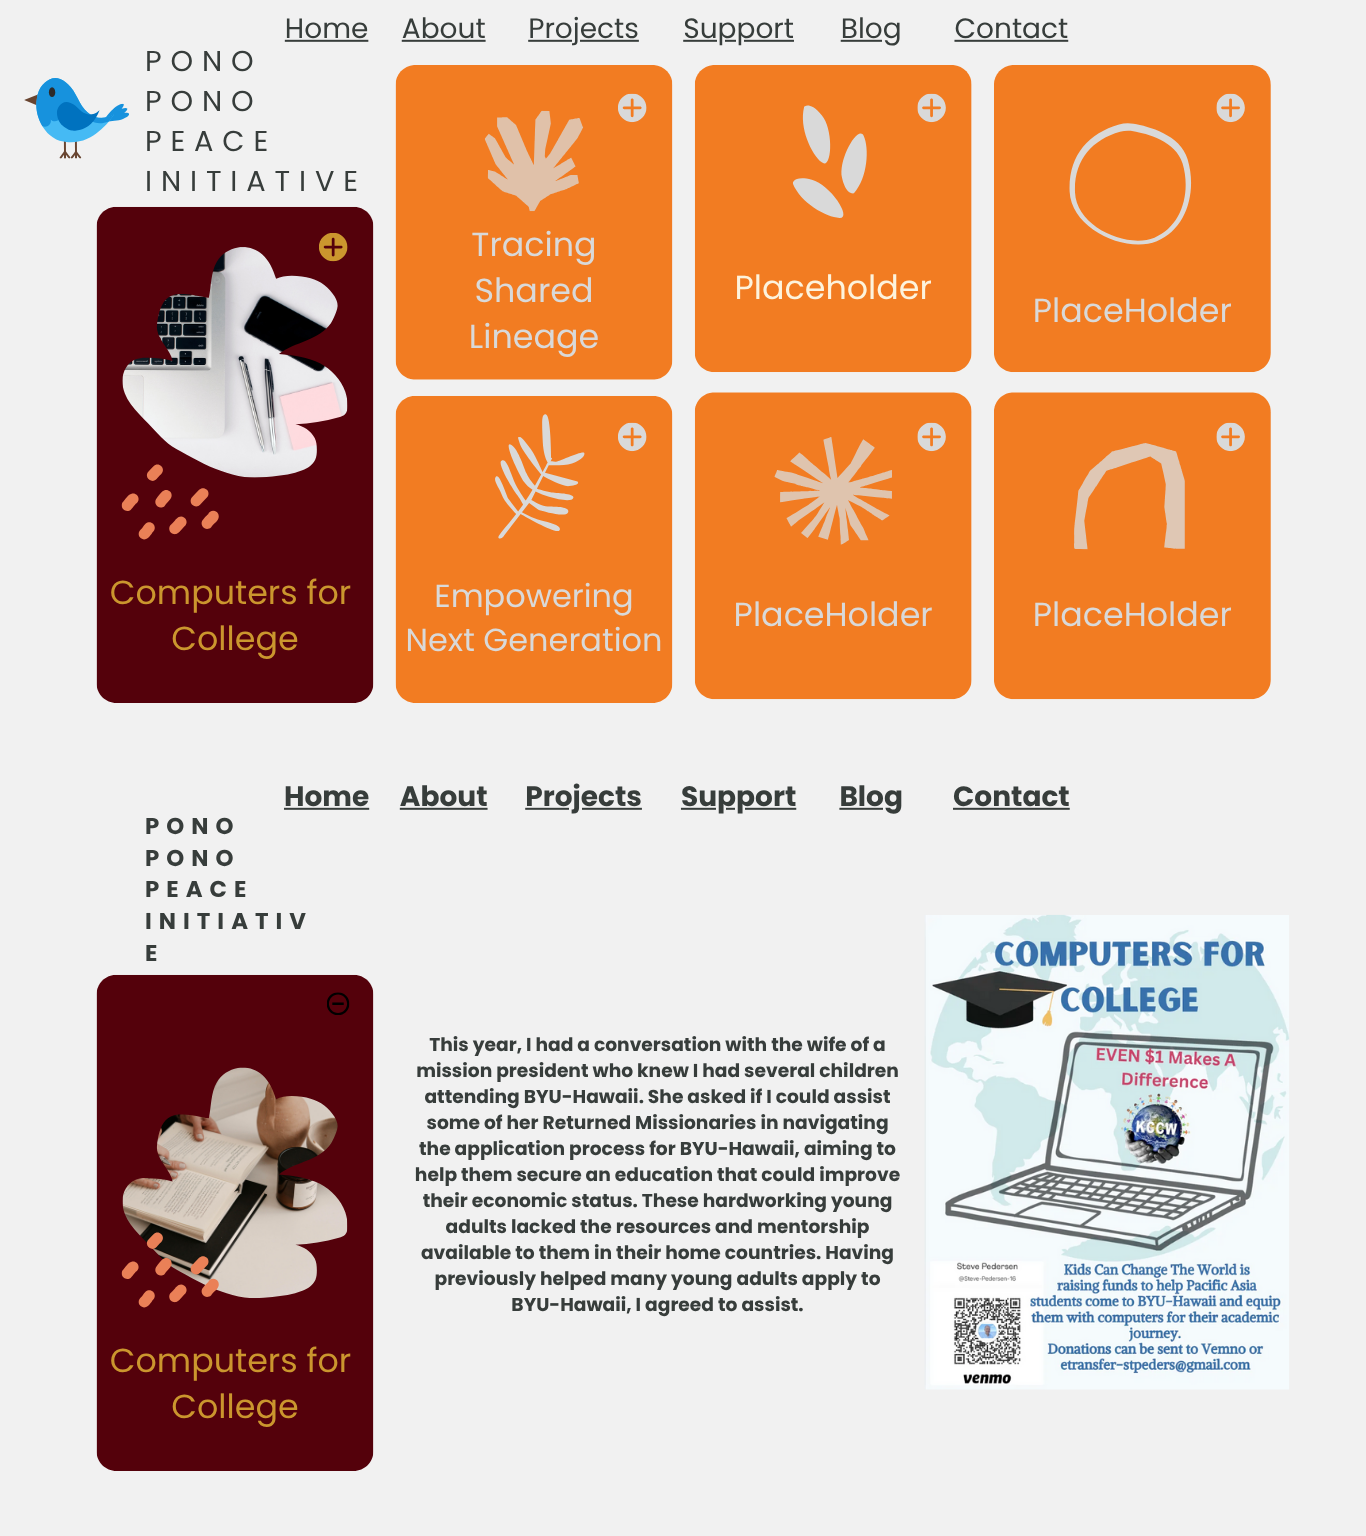 Home About Projects Support Blog Contact
PONO
PONO
PEACE
INITIATIVE
Computers for
College
Tracing
Shared
Lineage
Placeholder
PlaceHolder
Empowering
Next Generation
PlaceHolder
PlaceHolder
Home About Projects Support Blog Contact
PONO
PONO
PEACE
INITIATIV
E
Computers for
College
This year, I had a conversation with the wife of a
mission president who knew I had several children
attending BYU-Hawaii. She asked if I could assist
some of her Returned Missionaries in navigating
the application process for BYU-Hawaii, aiming to
help them secure an education that could improve
their economic status. These hardworking young
adults lacked the resources and mentorship
available to them in their home countries. Having
previously helped many young adults apply to
BYU-Hawaii, I agreed to assist.
COMPUTERS FOR
COLLEGE
EVEN $1 Makes A
Difference
KCCW
Steve Pedersen
@Steve-Pedersen-16
venmo
Kids Can Change The World is
raising funds to help Pacific Asia
students come to BYU-Hawaii and equip
them with computers for their academic
journey.
Donations can be sent to Vemno or
etransfer-stpeders@gmail.com